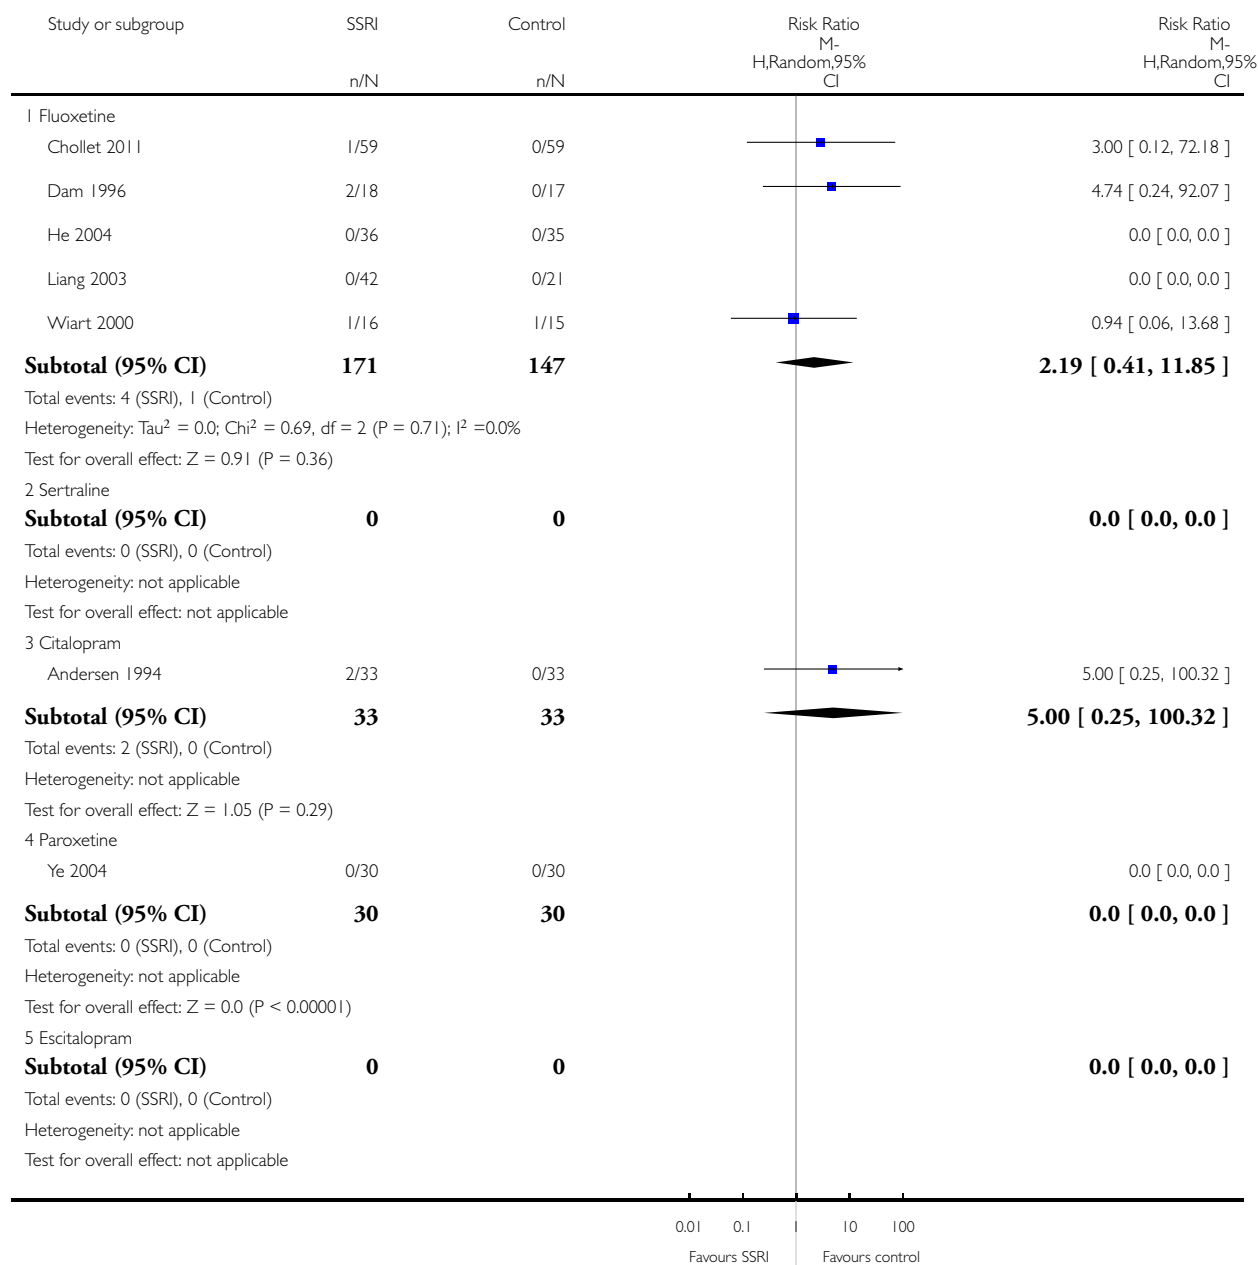 Study or subgroup SSRI Control Risk Ratio Risk Ratio
M- M-
H,Random,95% H,Random,95%
n/N n/N CI CI
1 Fluoxetine
Chollet 2011 1/59 0/59 3.00 [ 0.12, 72.18 ]
Dam 1996 2/18 0/17 4.74 [ 0.24, 92.07 ]
He 2004 0/36 0/35 0.0 [ 0.0, 0.0 ]
Liang 2003 0/42 0/21 0.0 [ 0.0, 0.0 ]
Wiart 2000 1/16 1/15 0.94 [ 0.06, 13.68 ]
Subtotal (95% CI) 171 147 2.19 [ 0.41, 11.85 ]
Total events: 4 (SSRI), 1 (Control)
Heterogeneity: Tau² = 0.0; Chi² = 0.69, df = 2 (P = 0.71); I² =0.0%
Test for overall effect: Z = 0.91 (P = 0.36)
2 Sertraline
Subtotal (95% CI) 0 0 0.0 [ 0.0, 0.0 ]
Total events: 0 (SSRI), 0 (Control)
Heterogeneity: not applicable
Test for overall effect: not applicable
3 Citalopram
Andersen 1994 2/33 0/33 5.00 [ 0.25, 100.32 ]
Subtotal (95% CI) 33 33 5.00 [ 0.25, 100.32 ]
Total events: 2 (SSRI), 0 (Control)
Heterogeneity: not applicable
Test for overall effect: Z = 1.05 (P = 0.29)
4 Paroxetine
Ye 2004 0/30 0/30 0.0 [ 0.0, 0.0 ]
Subtotal (95% CI) 30 30 0.0 [ 0.0, 0.0 ]
Total events: 0 (SSRI), 0 (Control)
Heterogeneity: not applicable
Test for overall effect: Z = 0.0 (P < 0.00001)
5 Escitalopram
Subtotal (95% CI) 0 0 0.0 [ 0.0, 0.0 ]
Total events: 0 (SSRI), 0 (Control)
Heterogeneity: not applicable
Test for overall effect: not applicable
0.01 0.1 1 10 100
Favours SSRI Favours control